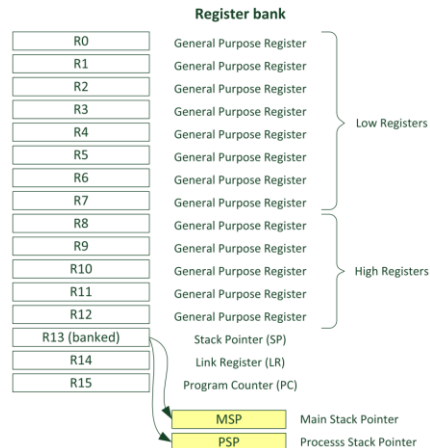 Register bank
R0 General Purpose Register
R1 General Purpose Register
R2 General Purpose Register
R3 General Purpose Register
R4 General Purpose Register
R5 General Purpose Register
R6 General Purpose Register
R7 General Purpose Register
Low Registers
R8 General Purpose Register
R9 General Purpose Register
R10 General Purpose Register
R11 General Purpose Register
R12 General Purpose Register
High Registers
R13 (banked) Stack Pointer (SP)
R14 Link Register (LR)
R15 Program Counter (PC)
MSP Main Stack Pointer
PSP Processs Stack Pointer